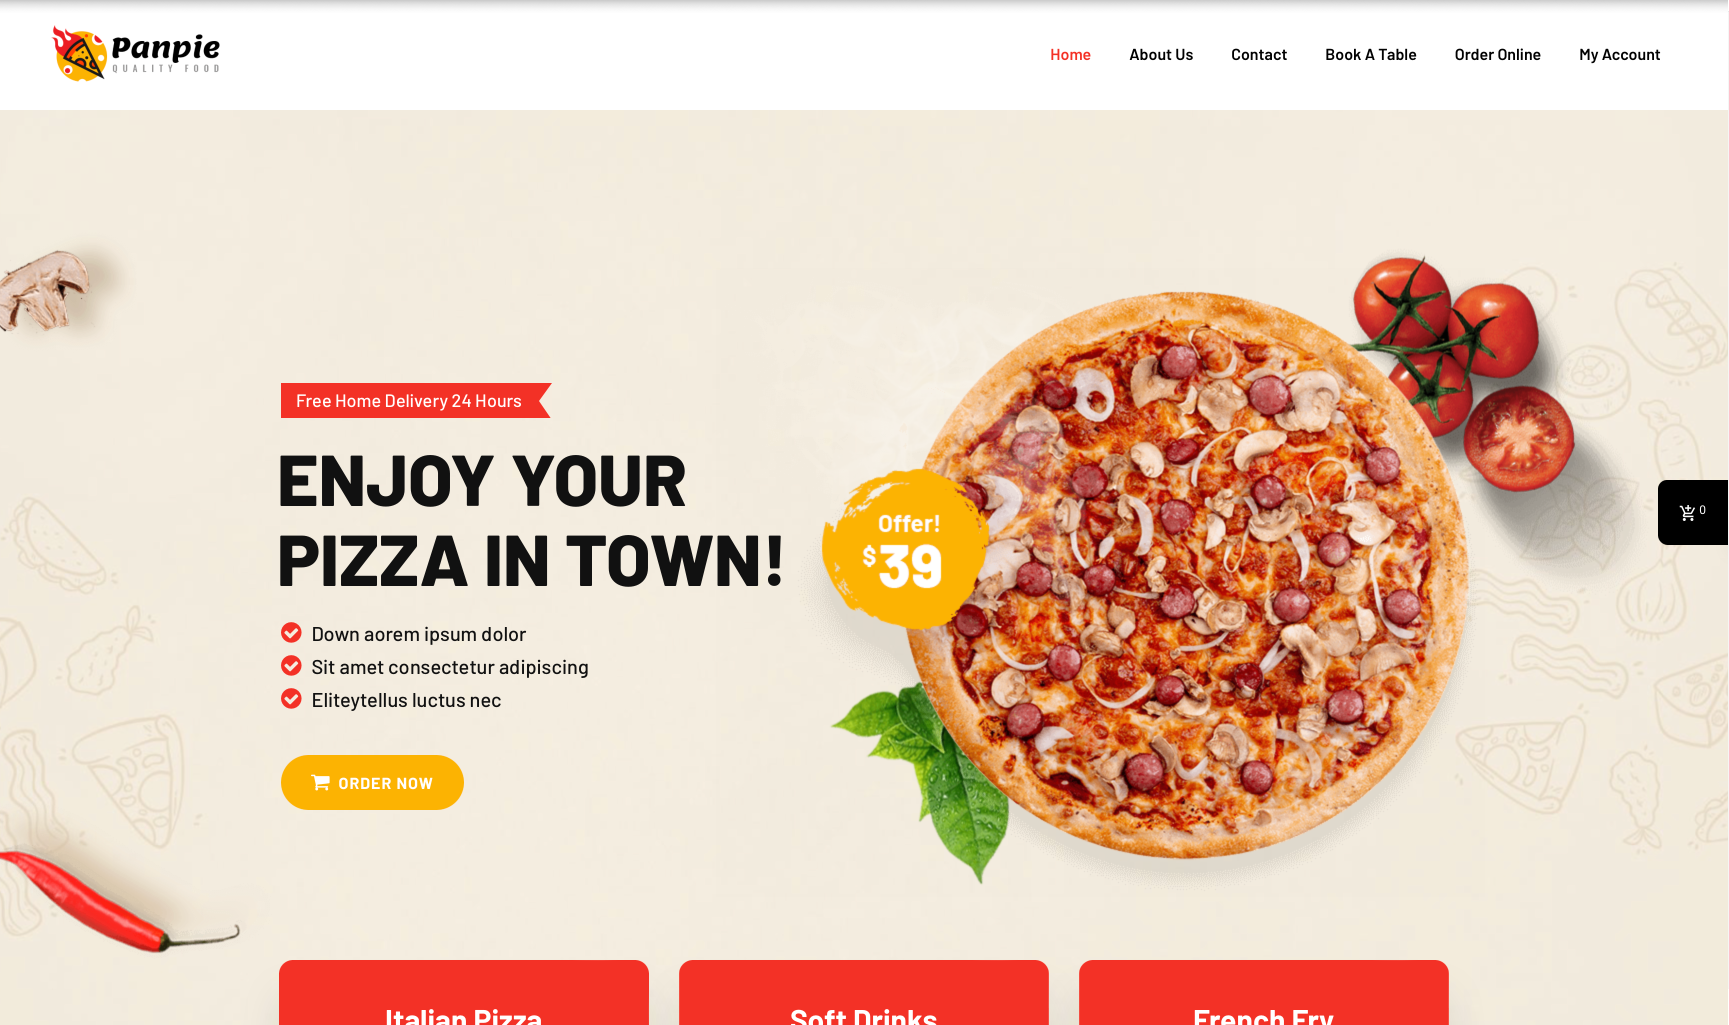 Panpie
QUALITY FOOD
Home
About Us
Contact
Book A Table
Order Online
My Account
Free Home Delivery 24 Hours
ENJOY YOUR
PIZZA IN TOWN!
Down aorem ipsum dolor
Sit amet consectetur adipiscing
Eliteytellus luctus nec
ORDER NOW
Offer!
$39
0
Italian Pizza
Soft Drinks
French Fry